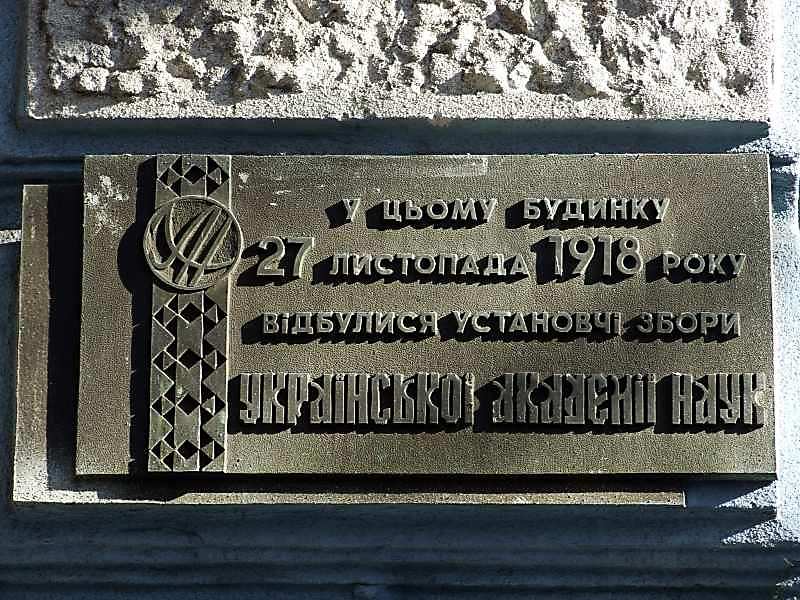 У ЦЬОМУ БУДИНКУ
27 ЛИСТОПАДА 1918 РОКУ
ВІДБУЛИСЯ УСТАНОВЧІ ЗБОРИ
УКРАЇНСЬКОЇ АКАДЕМІЇ НАУК